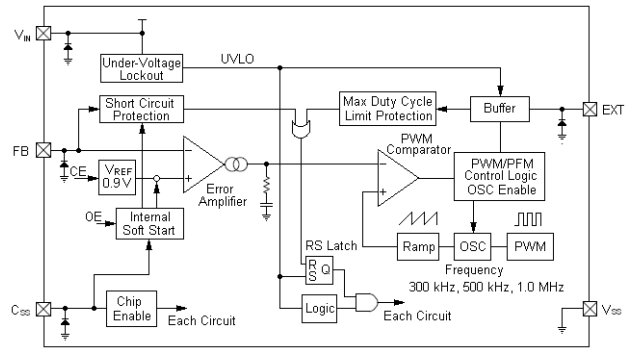 VIN
Under-Voltage
Lockout
UVLO
Short Circuit
Protection
Max Duty Cycle
Limit Protection
Buffer
EXT
FB
CE
VREF
0.9V
Error
Amplifier
PWM
Comparator
PWM/PFM
Control Logic
OSC Enable
OE
Internal
Soft Start
RS Latch
R
S
Q
Ramp
OSC
PWM
Frequency
300 kHz, 500 kHz, 1.0 MHz
CSS
Chip
Enable
Each Circuit
Logic
Each Circuit
VSS